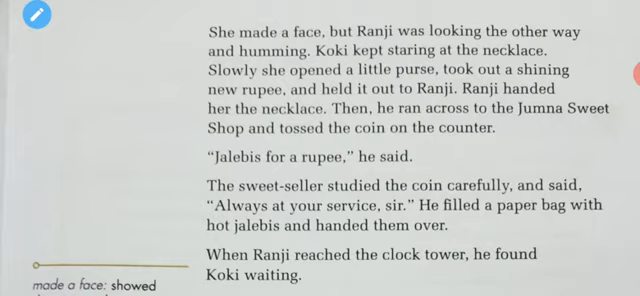 She made a face, but Ranji was looking the other way
and humming. Koki kept staring at the necklace.
Slowly she opened a little purse, took out a shining
new rupee, and held it out to Ranji. Ranji handed
her the necklace. Then, he ran across to the Jumna Sweet
Shop and tossed the coin on the counter.
“Jalebis for a rupee,” he said.
The sweet-seller studied the coin carefully, and said,
“Always at your service, sir.” He filled a paper bag with
hot jalebis and handed them over.
When Ranji reached the clock tower, he found
Koki waiting.
made a face: showed